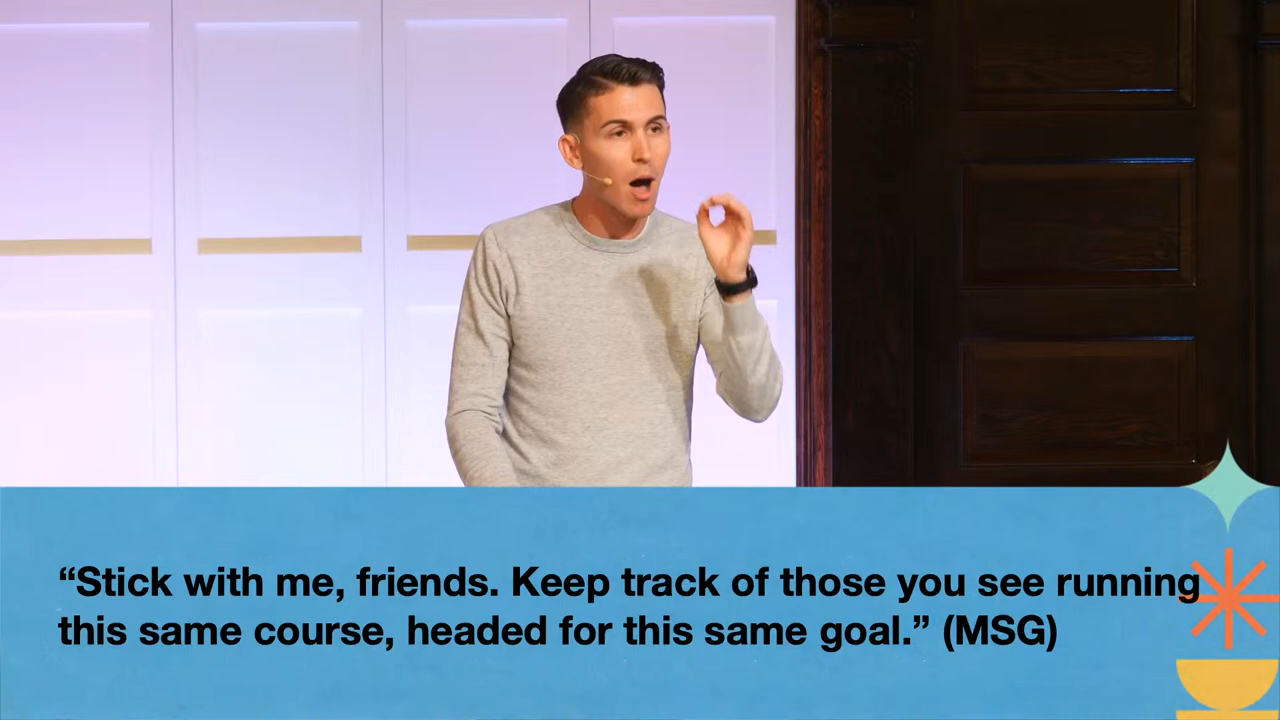 “Stick with me, friends. Keep track of those you see running
this same course, headed for this same goal.” (MSG)